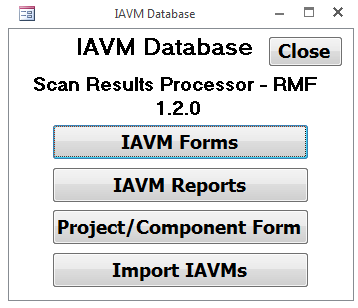 IAVM Database
IAVM Database
Close
Scan Results Processor - RMF
1.2.0
IAVM Forms
IAVM Reports
Project/Component Form
Import IAVMs